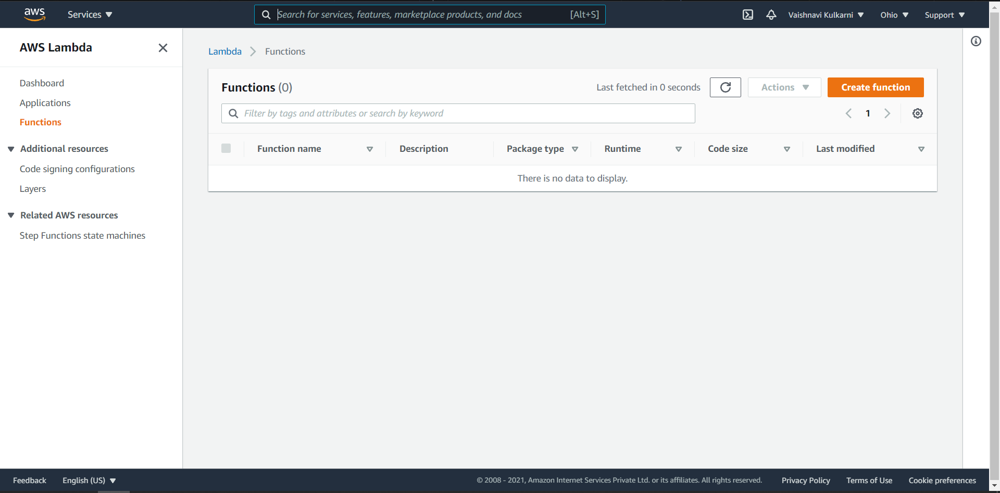 aws
Services
Search for services, features, marketplace products, and docs [Alt+S]
Vaishnavi Kulkarni
Ohio
Support
AWS Lambda
Dashboard
Applications
Functions
Additional resources
Code signing configurations
Layers
Related AWS resources
Step Functions state machines
Lambda
Functions
Functions (0)
Last fetched in 0 seconds
Actions
Create function
Filter by tags and attributes or search by keyword
1
Function name
Description
Package type
Runtime
Code size
Last modified
There is no data to display.
Feedback
English (US)
© 2008 - 2021, Amazon Internet Services Private Ltd. or its affiliates. All rights reserved.
Privacy Policy
Terms of Use
Cookie preferences